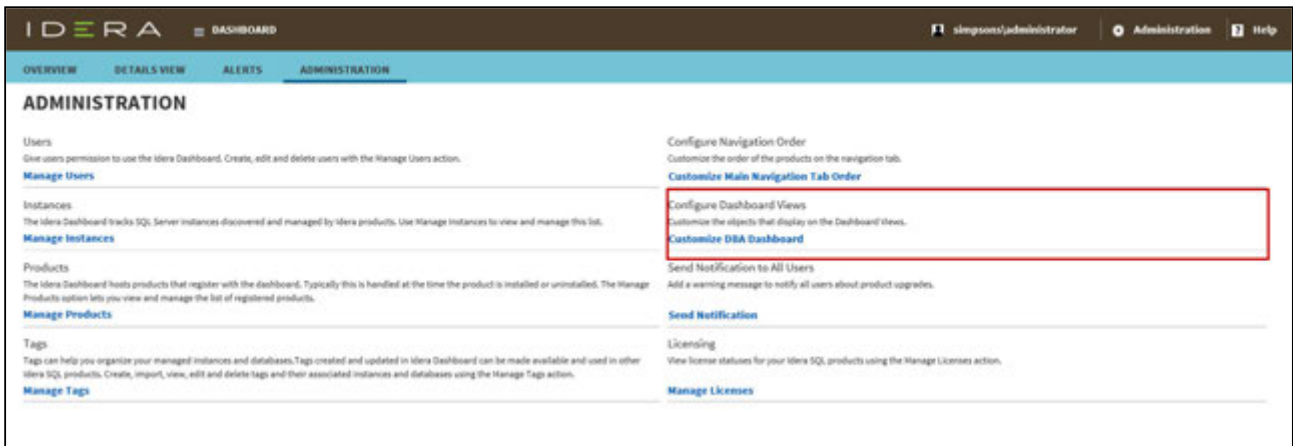 IDERA
DASHBOARD
simpsons\administrator
Administration
Help
OVERVIEW
DETAILS VIEW
ALERTS
ADMINISTRATION
ADMINISTRATION
Users
Give users permission to use the Idera Dashboard. Create, edit and delete users with the Manage Users action.
Manage Users
Instances
The Idera Dashboard tracks SQL Server instances discovered and managed by Idera products. Use Manage Instances to view and manage this list.
Manage Instances
Products
The Idera Dashboard hosts products that register with the dashboard. Typically this is handled at the time the product is installed or uninstalled. The Manage
Products option lets you view and manage the list of registered products.
Manage Products
Tags
Tags can help you organize your managed instances and databases.Tags created and updated in Idera Dashboard can be made available and used in other
Idera SQL products. Create, import, view, edit and delete tags and their associated instances and databases using the Manage Tags action.
Manage Tags
Configure Navigation Order
Customize the order of the products on the navigation tab.
Customize Main Navigation Tab Order
Configure Dashboard Views
Customize the objects that display on the Dashboard Views.
Customize DBA Dashboard
Send Notification to All Users
Add a warning message to notify all users about product upgrades.
Send Notification
Licensing
View license statuses for your Idera SQL products using the Manage Licenses action.
Manage Licenses